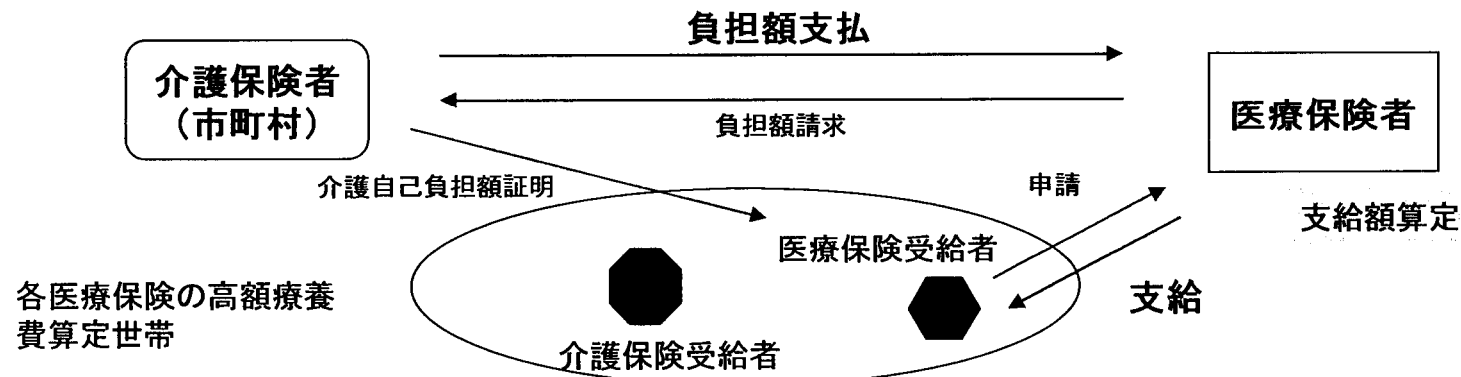 負担額支払
介護保険者
（市町村）
負担額請求
医療保険者
介護自己負担額証明
申請
支給額算定
医療保険受給者
各医療保険の高額療養
費算定世帯
支給
介護保険受給者